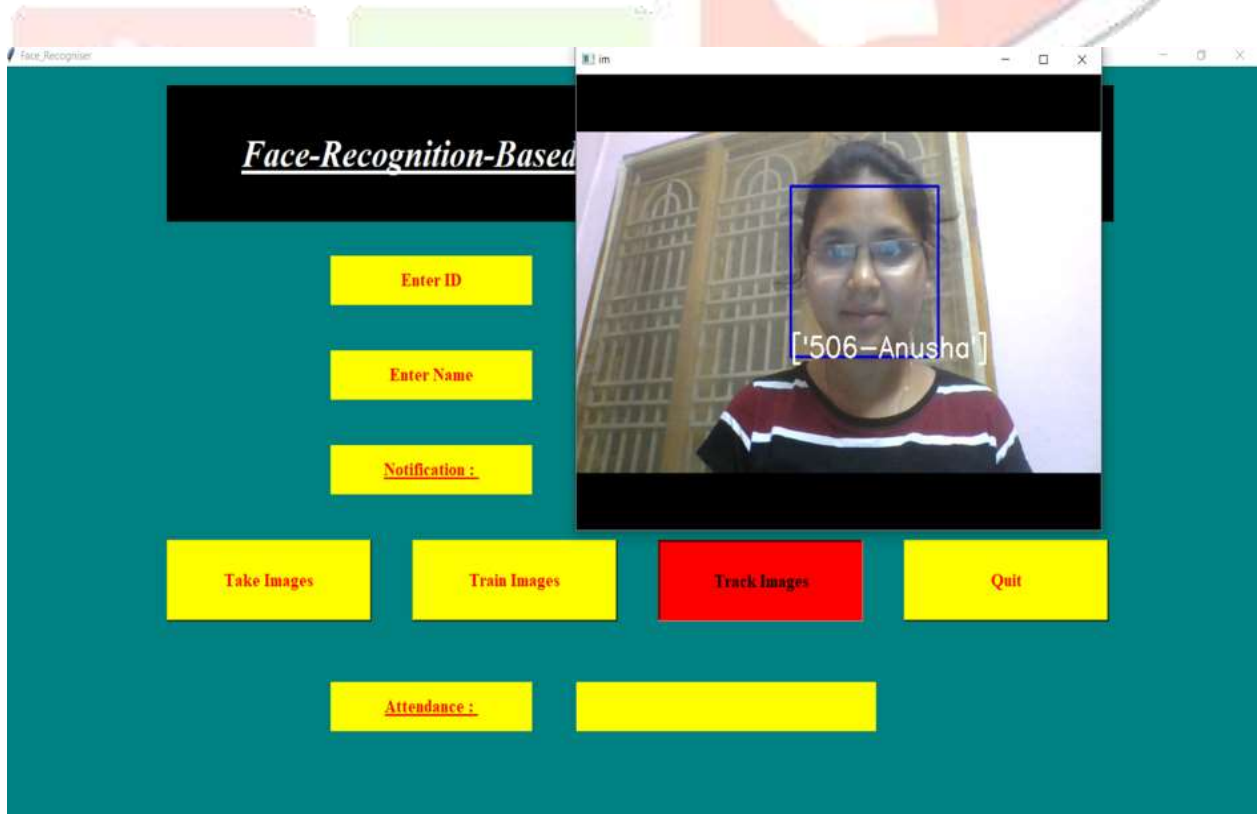 Face_Recogniser
im
Face-Recognition-Based
Enter ID
['506-Anusha']
Enter Name
Notification :
Take Images
Train Images
Track Images
Quit
Attendance :